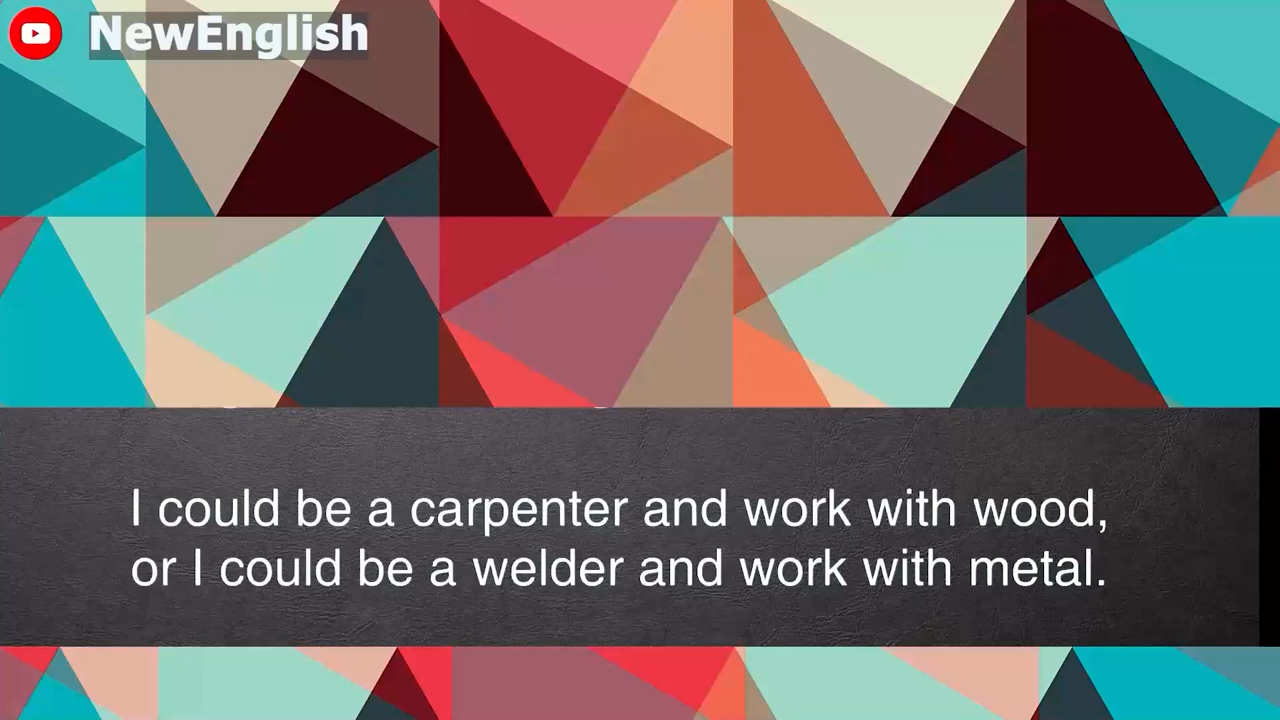 NewEnglish
I could be a carpenter and work with wood,
or I could be a welder and work with metal.